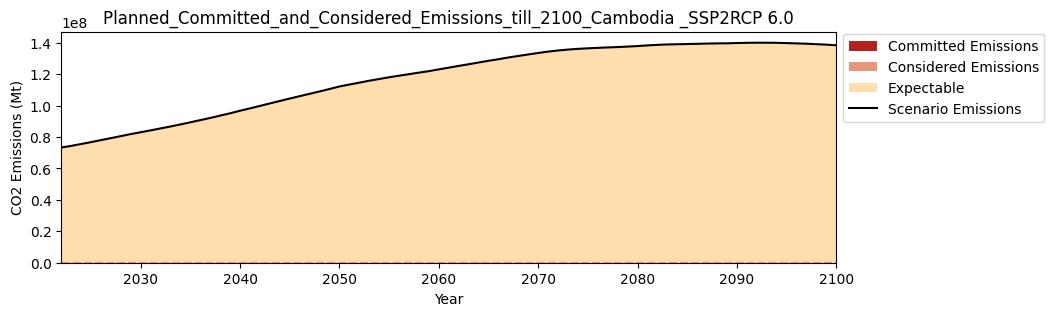 Planned_Committed_and_Considered_Emissions_till_2100_Cambodia _SSP2RCP 6.0
1e8
1.4
1.2
1.0
0.8
0.6
0.4
0.2
0.0
CO2 Emissions (Mt)
2030
2040
2050
2060
2070
2080
2090
2100
Year
Committed Emissions
Considered Emissions
Expectable
Scenario Emissions